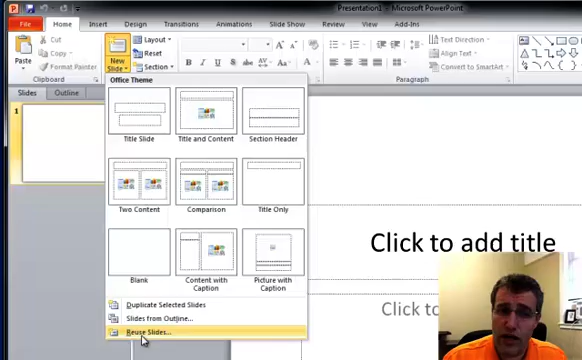 Presentation1 - Microsoft PowerPoint
File Home Insert Design Transitions Animations Slide Show Review View Add-Ins
Cut
Copy
Format Painter
Paste
Clipboard
New
Slide
Layout
Reset
Section
B I U S
Paragraph
Text Direction
Align Text
Convert to SmartArt
Slides Outline
1
Office Theme
Title Slide Title and Content Section Header
Two Content Comparison Title Only
Blank Content with Caption Picture with Caption
Duplicate Selected Slides
Slides from Outline...
Reuse Slides...
Click to add title
Click to